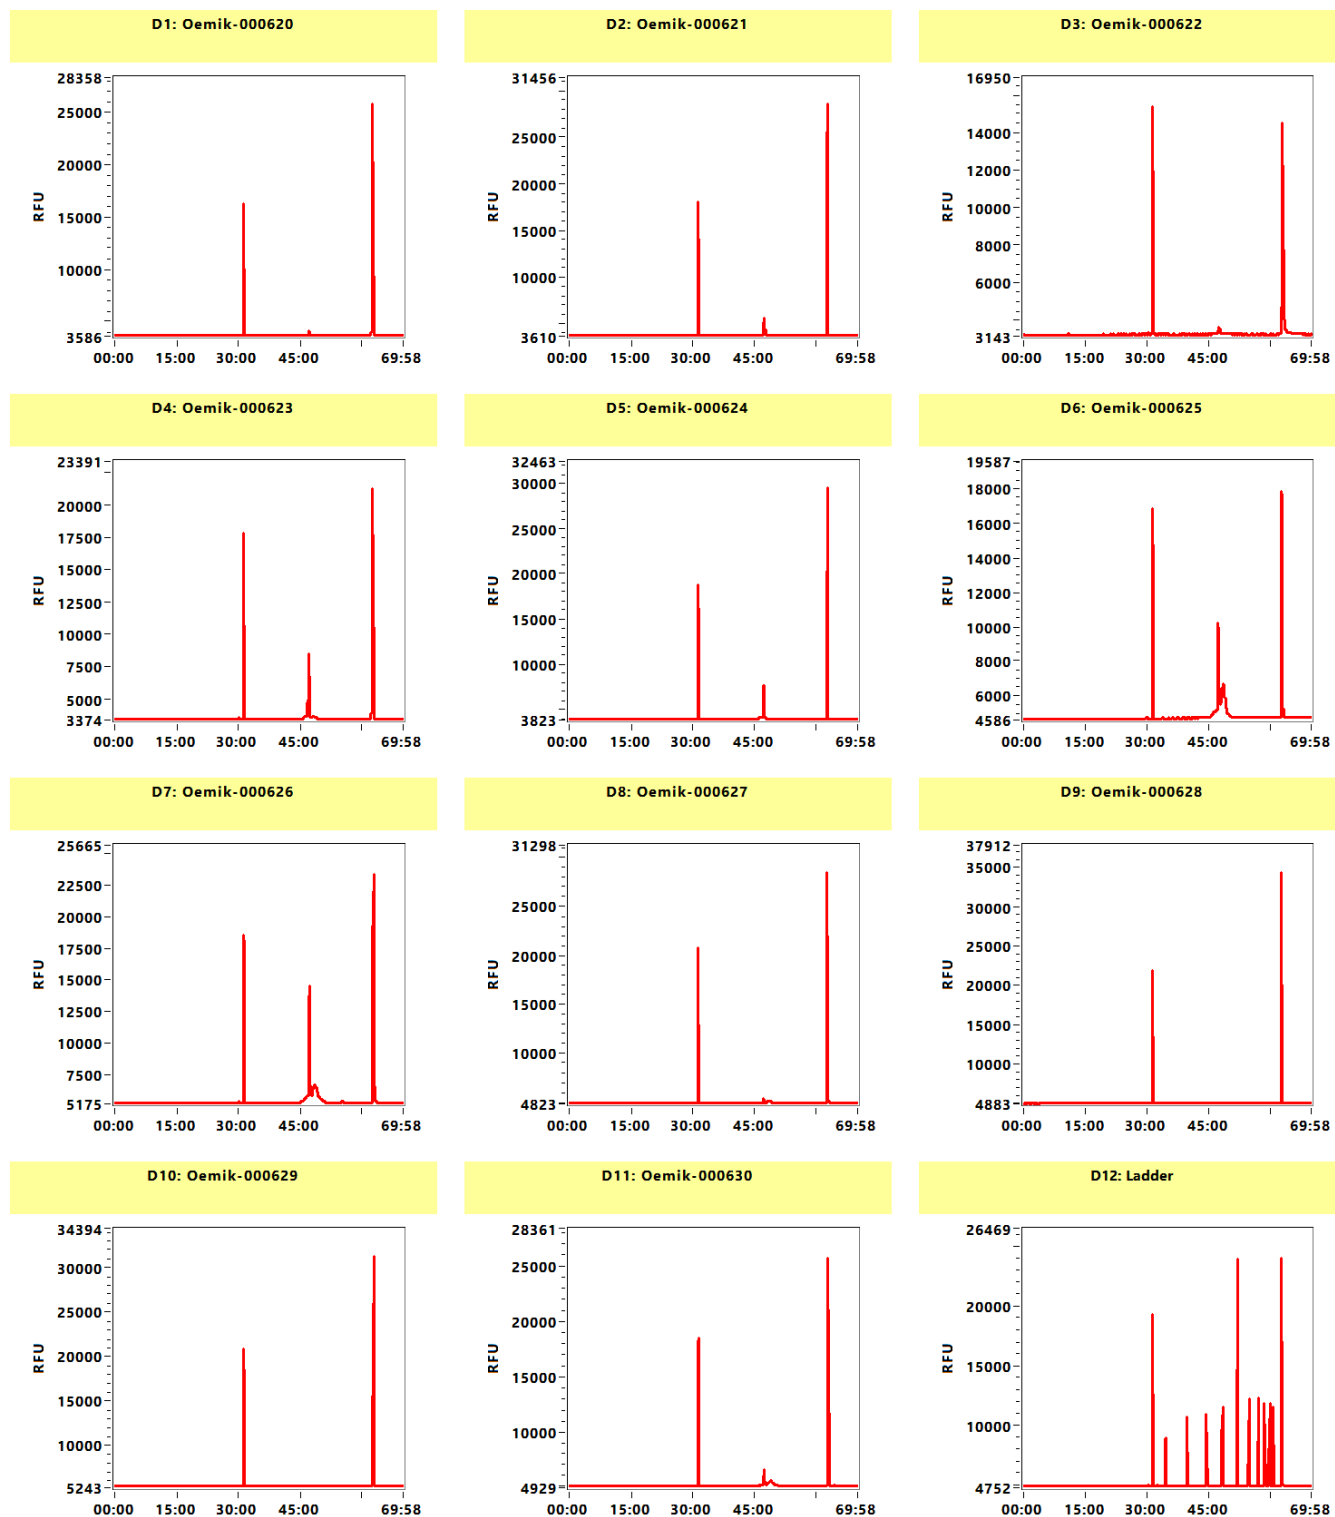 D1: Oemik-000620
28358
25000
20000
15000
10000
3586
RFU
00:00 15:00 30:00 45:00 69:58
D2: Oemik-000621
31456
25000
20000
15000
10000
3610
RFU
00:00 15:00 30:00 45:00 69:58
D3: Oemik-000622
16950
14000
12000
10000
8000
6000
3143
RFU
00:00 15:00 30:00 45:00 69:58
D4: Oemik-000623
23391
20000
17500
15000
12500
10000
7500
5000
3374
RFU
00:00 15:00 30:00 45:00 69:58
D5: Oemik-000624
32463
30000
25000
20000
15000
10000
3823
RFU
00:00 15:00 30:00 45:00 69:58
D6: Oemik-000625
19587
18000
16000
14000
12000
10000
8000
6000
4586
RFU
00:00 15:00 30:00 45:00 69:58
D7: Oemik-000626
25665
22500
20000
17500
15000
12500
10000
7500
5175
RFU
00:00 15:00 30:00 45:00 69:58
D8: Oemik-000627
31298
25000
20000
15000
10000
4823
RFU
00:00 15:00 30:00 45:00 69:58
D9: Oemik-000628
37912
35000
30000
25000
20000
15000
10000
4883
RFU
00:00 15:00 30:00 45:00 69:58
D10: Oemik-000629
34394
30000
25000
20000
15000
10000
5243
RFU
00:00 15:00 30:00 45:00 69:58
D11: Oemik-000630
28361
25000
20000
15000
10000
4929
RFU
00:00 15:00 30:00 45:00 69:58
D12: Ladder
26469
20000
15000
10000
4752
RFU
00:00 15:00 30:00 45:00 69:58